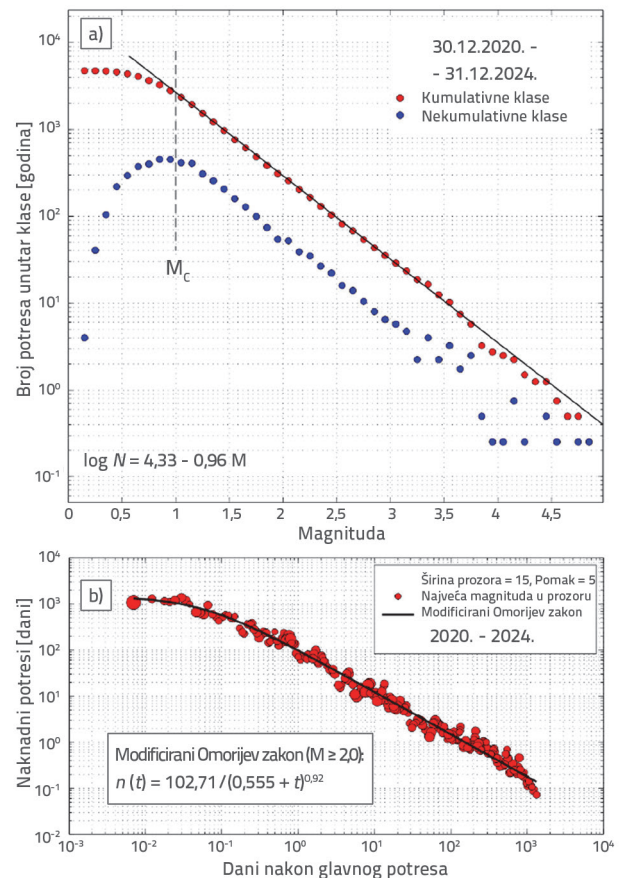 a)
30.12.2020. -
- 31.12.2024.
Kumulativne klase
Nekumulativne klase
Broj potresa unutar klase [godina]
10⁴
10³
10²
10¹
10⁰
10⁻¹
M_C
log N = 4,33 - 0,96 M
0 0,5 1 1,5 2 2,5 3 3,5 4 4,5
Magnituda
b)
Širina prozora = 15, Pomak = 5
Najveća magnituda u prozoru
Modificirani Omorijev zakon
2020. - 2024.
Naknadni potresi [dani]
10⁴
10³
10²
10¹
10⁰
10⁻¹
10⁻²
Modificirani Omorijev zakon (M ≥ 2,0):
n (t) = 102,71/(0,555 + t)⁰,⁹²
10⁻³ 10⁻² 10⁻¹ 10⁰ 10¹ 10² 10³ 10⁴
Dani nakon glavnog potresa